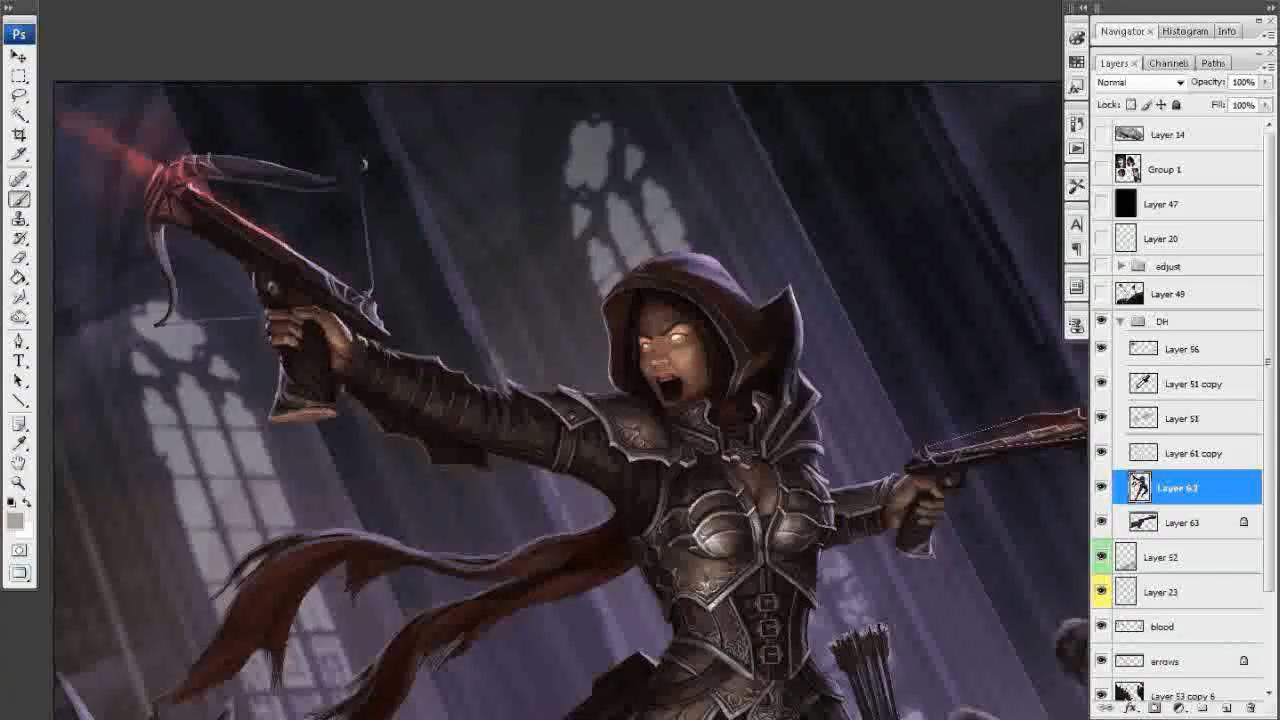 Ps
Navigator × Histogram Info
Layers × Channels Paths
Normal Opacity: 100%
Lock: Fill: 100%
Layer 14
Group 1
Layer 47
Layer 20
adjust
Layer 49
DH
Layer 56
Layer 51 copy
Layer 51
Layer 61 copy
Layer 63
Layer 52
Layer 23
blood
arrows
Layer 53 copy 6
T
A